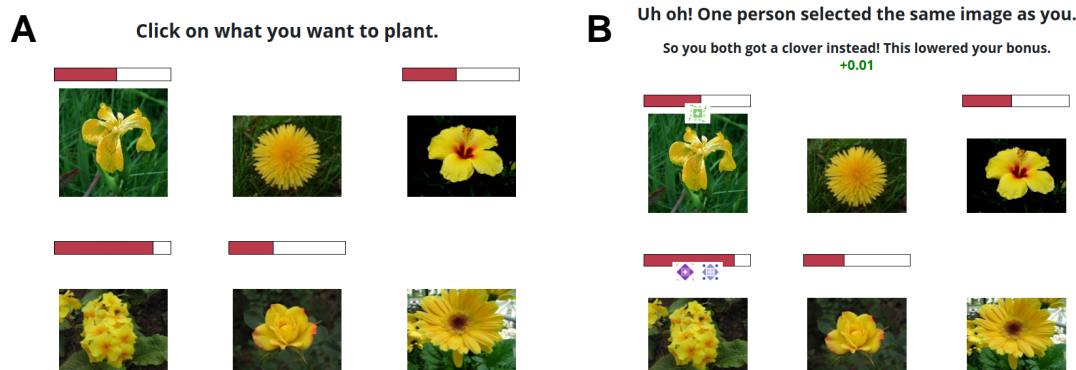 A
Click on what you want to plant.
B
Uh oh! One person selected the same image as you.
So you both got a clover instead! This lowered your bonus.
+0.01